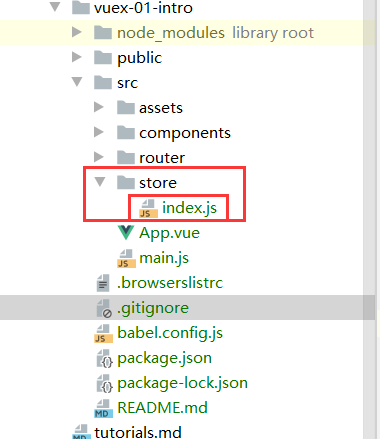 vuex-01-intro
node_modules library root
public
src
assets
components
router
store
JS index.js
App.vue
JS main.js
.browserslistrc
.gitignore
JS babel.config.js
package.json
package-lock.json
MD README.md
MD tutorials.md